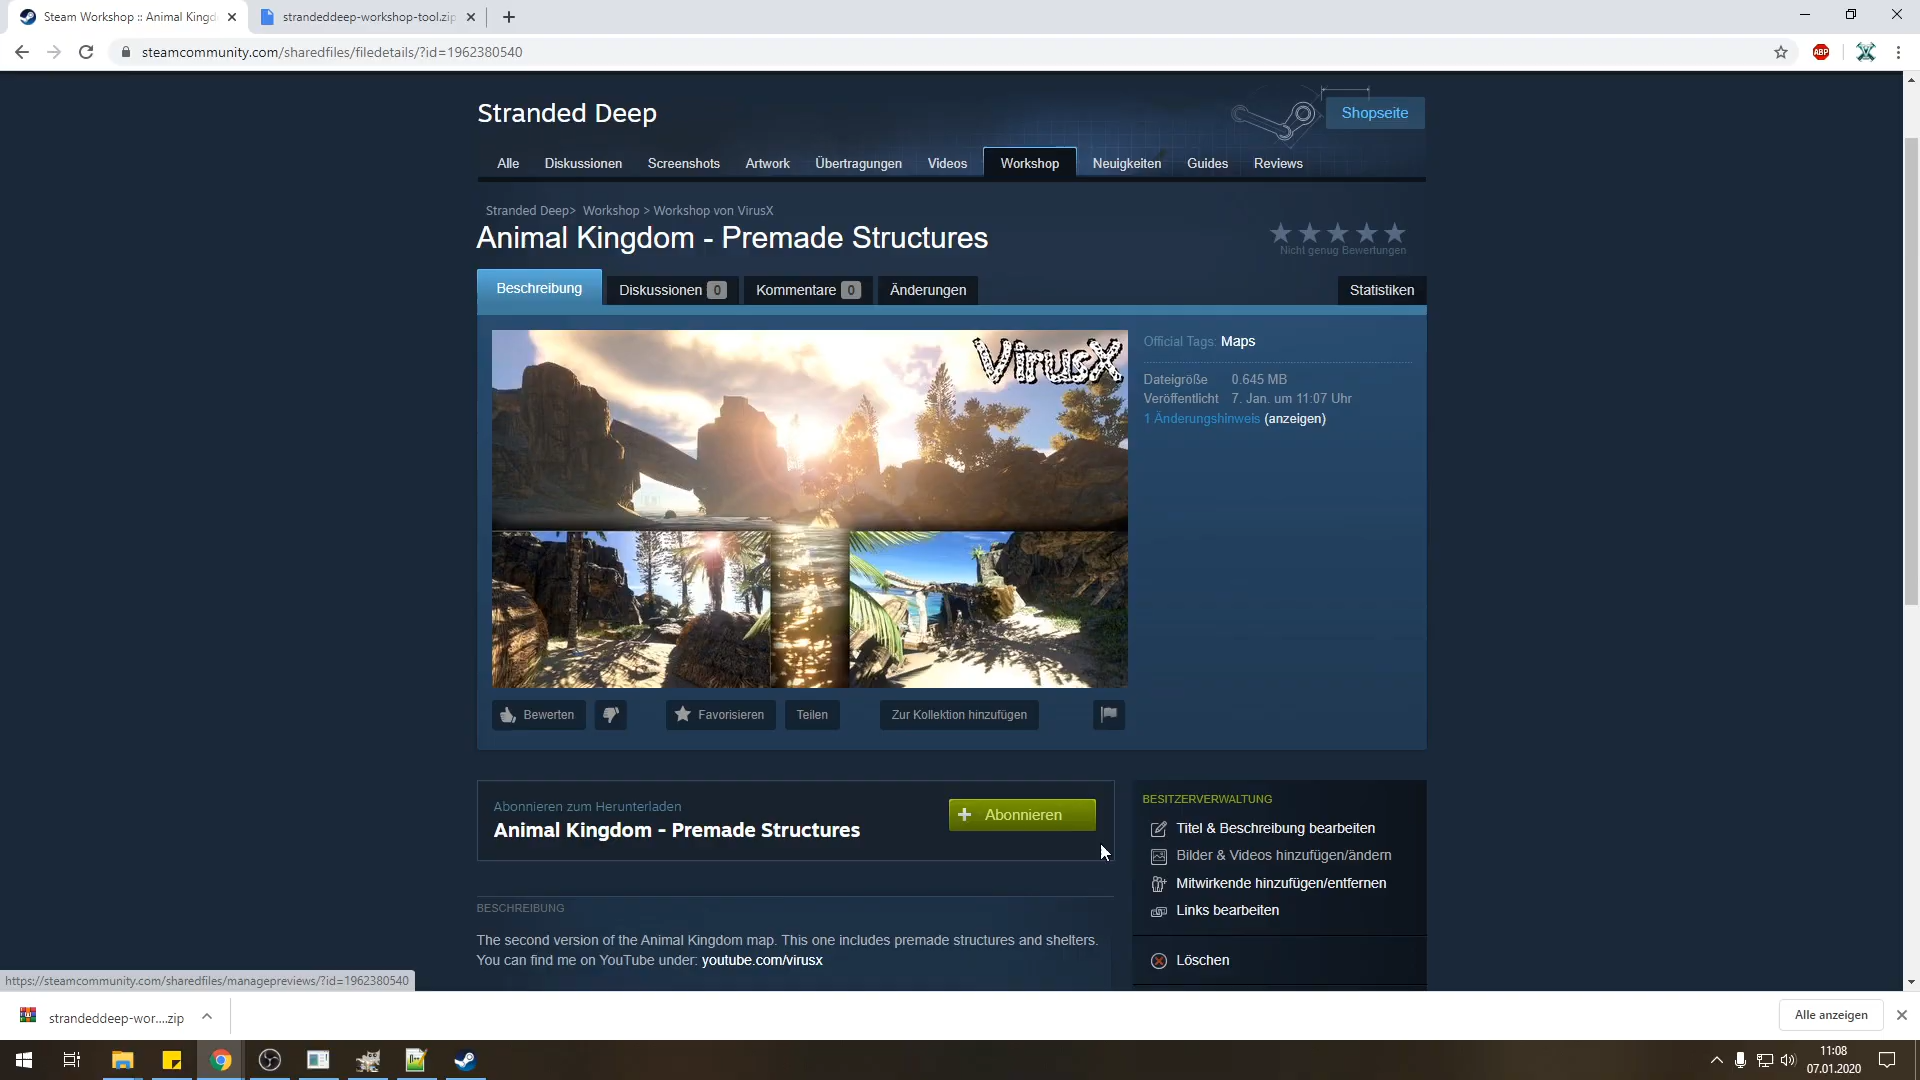 Steam Workshop :: Animal Kingd
strandeddeep-workshop-tool.zip
steamcommunity.com/sharedfiles/filedetails/?id=1962380540
ABP
Stranded Deep
Shopseite
Alle
Diskussionen
Screenshots
Artwork
Übertragungen
Videos
Workshop
Neuigkeiten
Guides
Reviews
Stranded Deep> Workshop > Workshop von VirusX
Animal Kingdom - Premade Structures
Nicht genug Bewertungen
Beschreibung
Diskussionen 0
Kommentare 0
Änderungen
Statistiken
VirusX
Official Tags: Maps
Dateigröße 0.645 MB
Veröffentlicht 7. Jan. um 11:07 Uhr
1 Änderungshinweis (anzeigen)
Bewerten
Favorisieren
Teilen
Zur Kollektion hinzufügen
Abonnieren zum Herunterladen
Animal Kingdom - Premade Structures
Abonnieren
BESITZERVERWALTUNG
Titel & Beschreibung bearbeiten
Bilder & Videos hinzufügen/ändern
Mitwirkende hinzufügen/entfernen
Links bearbeiten
Löschen
BESCHREIBUNG
The second version of the Animal Kingdom map. This one includes premade structures and shelters.
You can find me on YouTube under: youtube.com/virusx
https://steamcommunity.com/sharedfiles/managepreviews/?id=1962380540
strandeddeep-wor....zip
Alle anzeigen
11:08
07.01.2020